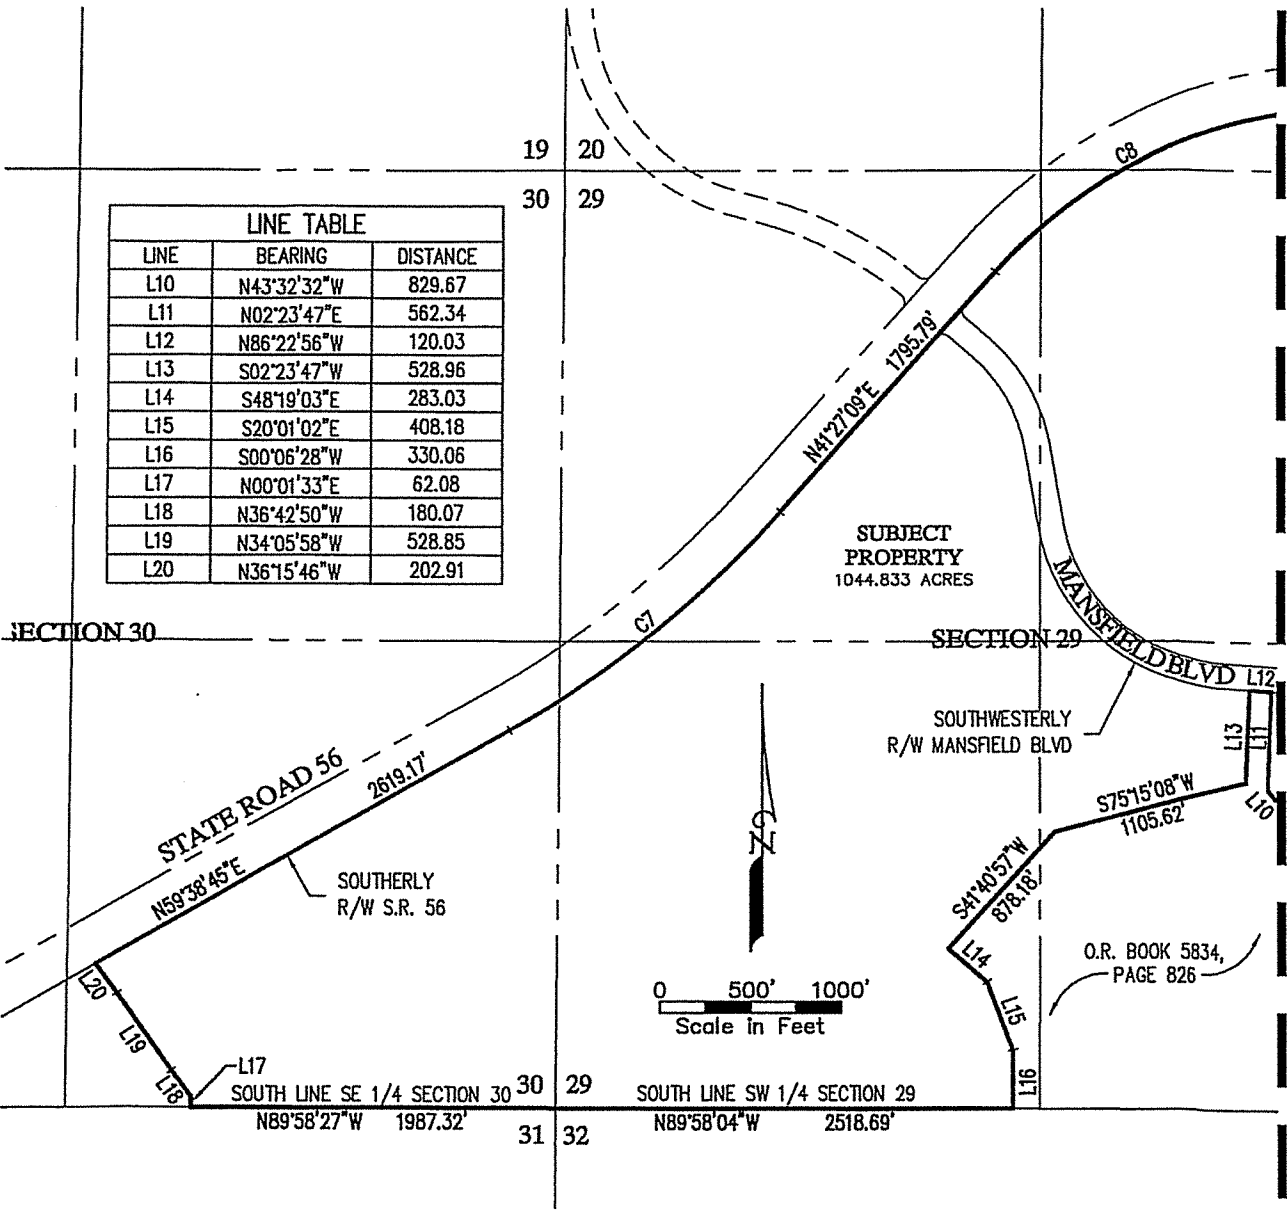 19 20
30 29
LINE TABLE
LINE BEARING DISTANCE
L10 N43°32'32"W 829.67
L11 N02°23'47"E 562.34
L12 N86°22'56"W 120.03
L13 S02°23'47"W 528.96
L14 S48°19'03"E 283.03
L15 S20°01'02"E 408.18
L16 S00°06'28"W 330.06
L17 N00°01'33"E 62.08
L18 N36°42'50"W 180.07
L19 N34°05'58"W 528.85
L20 N36°15'46"W 202.91
C8
N41°27'09"E 1795.79'
SUBJECT
PROPERTY
1044.833 ACRES
C7
SECTION 30
SECTION 29
MANSFIELD BLVD
L12
SOUTHWESTERLY
R/W MANSFIELD BLVD
L13
L11
L10
S75°15'08"W
1105.62'
STATE ROAD 56
2619.17'
N59°38'45"E
SOUTHERLY
R/W S.R. 56
N
S41°40'57"W
878.18'
L14
O.R. BOOK 5834,
PAGE 826
0 500' 1000'
Scale in Feet
L20
L19
L18
L15
L16
L17
SOUTH LINE SE 1/4 SECTION 30
30 29
SOUTH LINE SW 1/4 SECTION 29
N89°58'27"W 1987.32'
31 32
N89°58'04"W 2518.69'